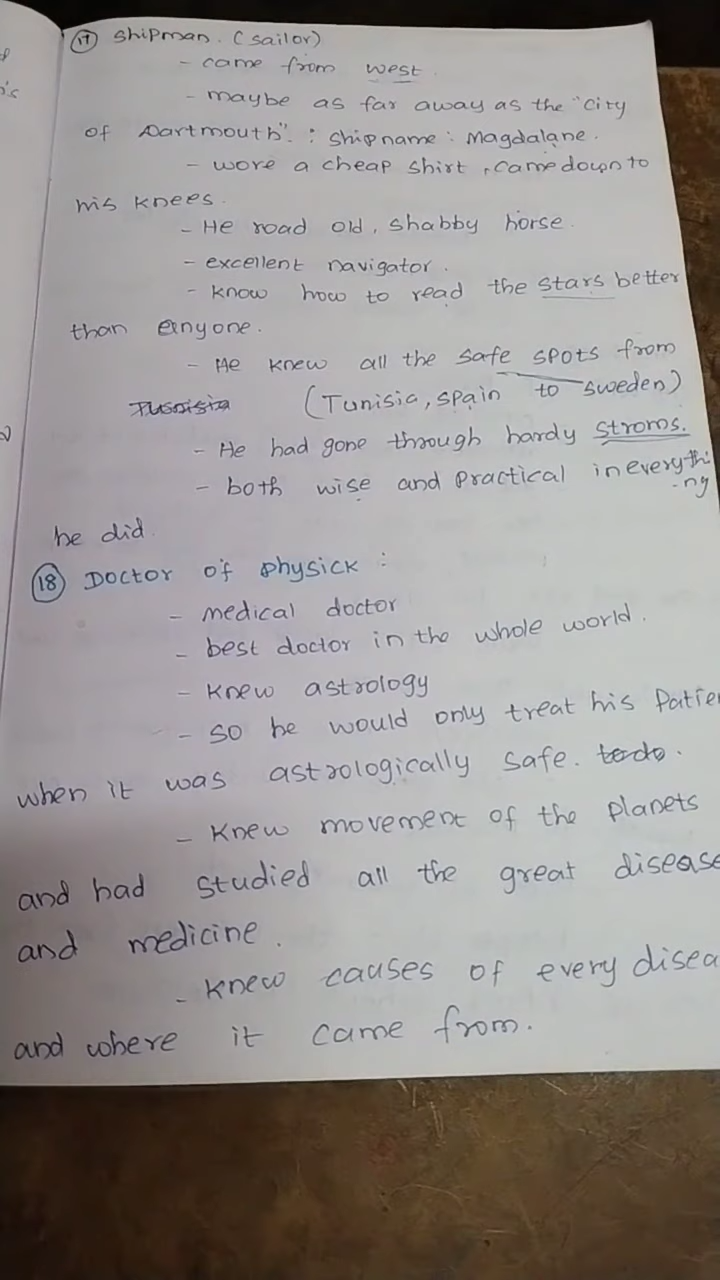 17 Shipman. (Sailor)
- came from west.
- maybe as far away as the "City
of Dartmouth". : Ship name : Magdalane.
- wore a cheap shirt, came down to
his knees.
- He road old, shabby horse.
- excellent navigator.
- know how to read the stars better
than anyone.
- He knew all the safe spots from
(Tunisia, spain to sweden)
- He had gone through hardy stroms.
- both wise and practical in everythi
-ng
he did.
18 Doctor of physick :
- medical doctor
- best doctor in the whole world.
- Knew astrology
- so he would only treat his Patie
when it was astrologically safe. to do.
- Knew movement of the planets
and had studied all the great disease
and medicine.
- Knew causes of every disea
and where it came from.